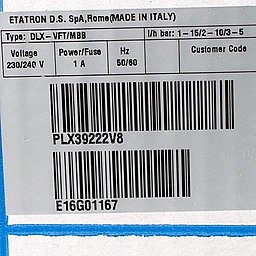 ETATRON D.S. SpA,Rome(MADE IN ITALY)
Type: DLX- VFT/MBB l/h bar: 1-15/2-10/3-5
Voltage Power/Fuse Hz Customer Code
230/240 V 1 A 50/60
PLX39222V8
E16G01167